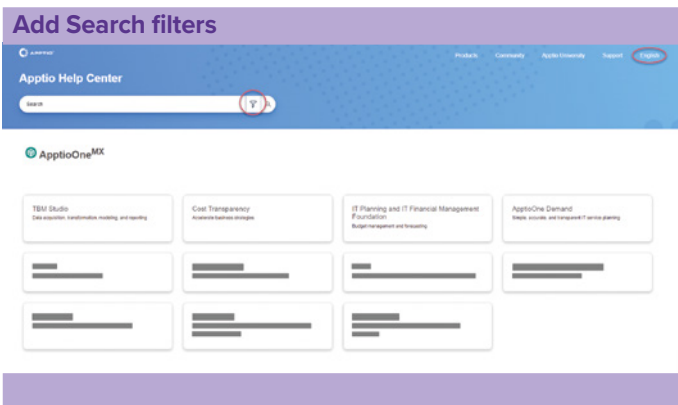 Add Search filters
APPTIO
Products Community Apptio University Support English
Apptio Help Center
Search
ApptioOneMX
TBM Studio
Data acquisition, transformation, modeling, and reporting
Cost Transparency
Accelerate business strategies
IT Planning and IT Financial Management
Foundation
Budget management and forecasting
ApptioOne Demand
Simple, accurate, and transparent IT service planning